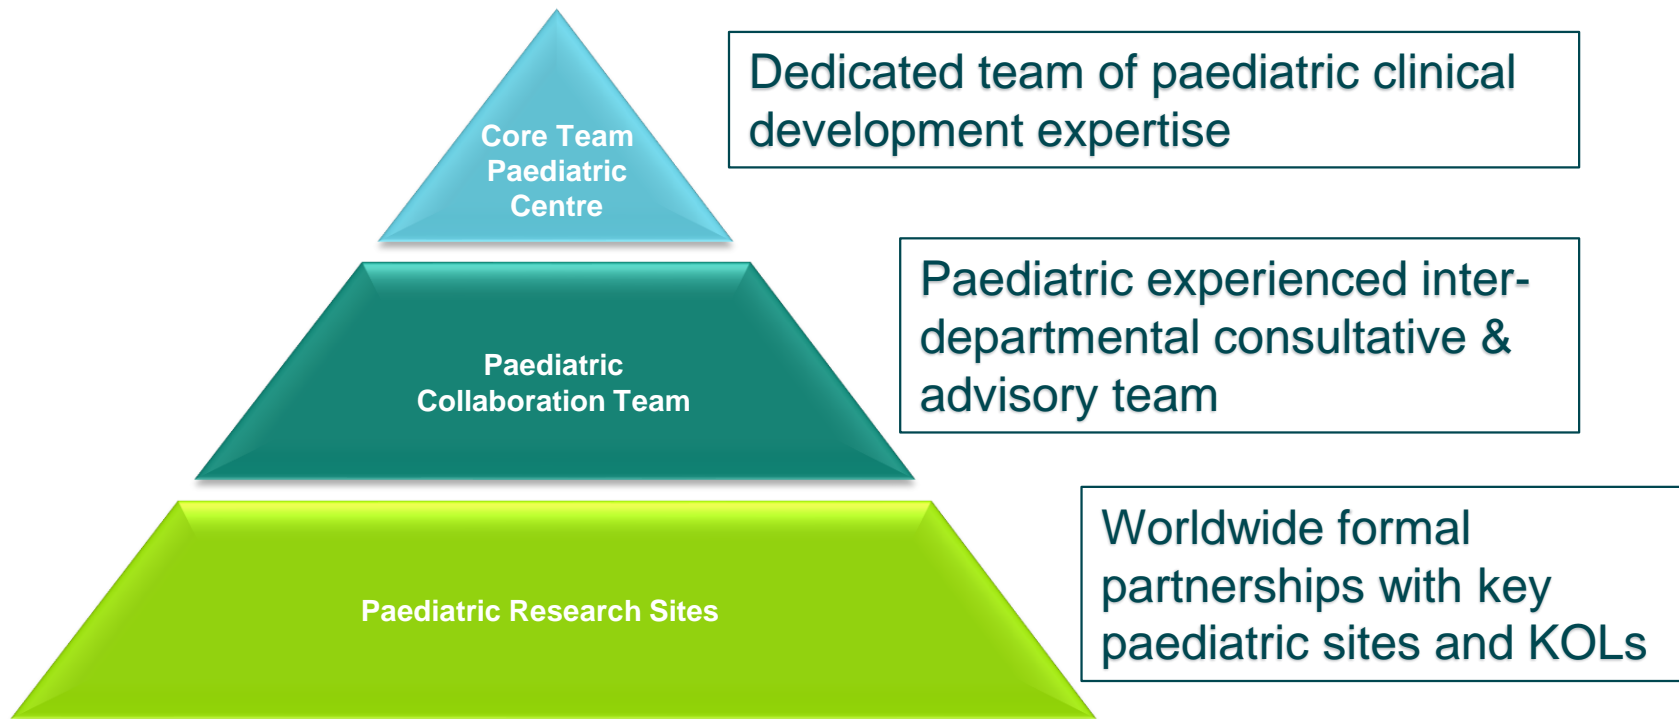 Core Team
Paediatric
Centre
Dedicated team of paediatric clinical
development expertise
Paediatric
Collaboration Team
Paediatric experienced inter-
departmental consultative &
advisory team
Paediatric Research Sites
Worldwide formal
partnerships with key
paediatric sites and KOLs